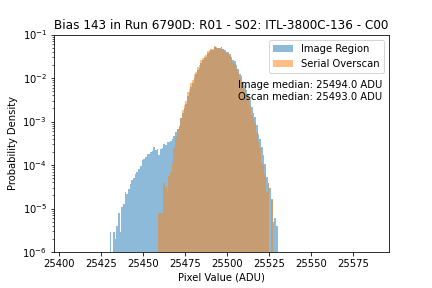 Bias 143 in Run 6790D: R01 - S02: ITL-3800C-136 - C00
Image Region
Serial Overscan
Image median: 25494.0 ADU
Oscan median: 25493.0 ADU
Probability Density
10⁻¹
10⁻²
10⁻³
10⁻⁴
10⁻⁵
10⁻⁶
25400 25425 25450 25475 25500 25525 25550 25575
Pixel Value (ADU)